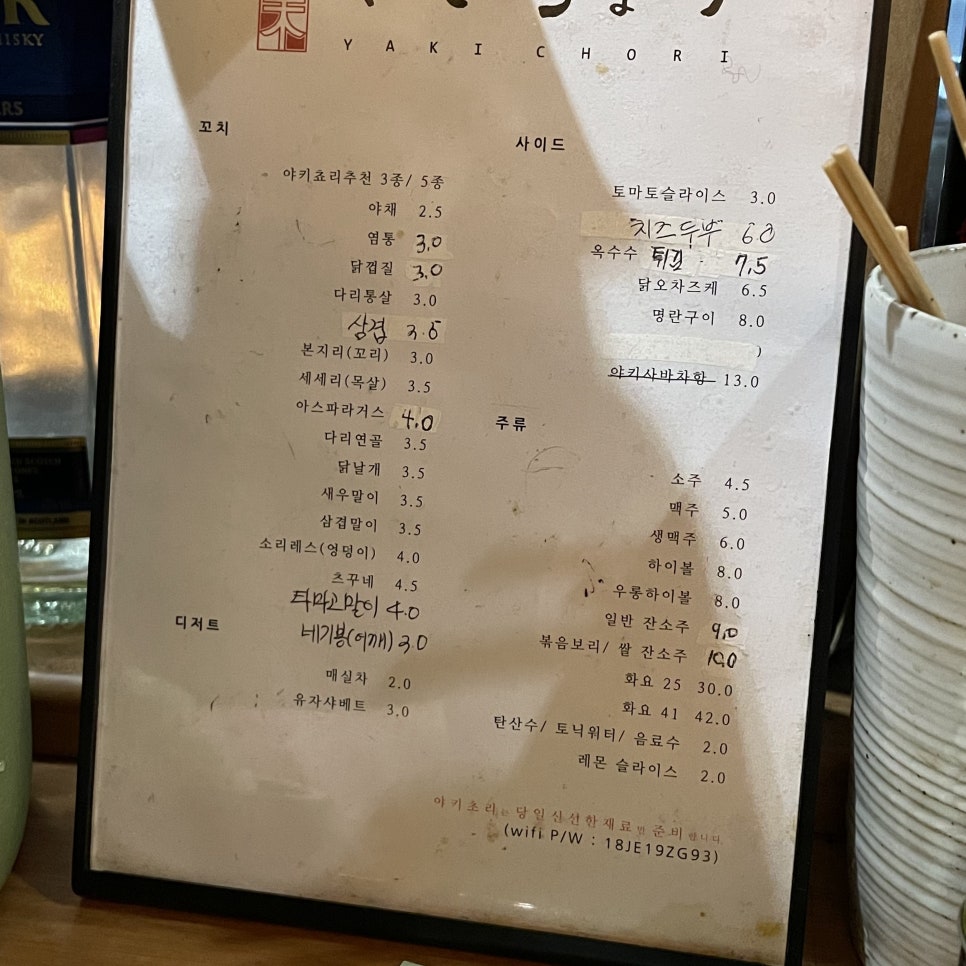 YAKI CHORI
꼬치
야키쵸리추천 3종/ 5종
야채 2.5
염통 3.0
닭껍질 3.0
다리통살 3.0
삼겹 3.5
본지리(꼬리) 3.0
세세리(목살) 3.5
아스파라거스 4.0
다리연골 3.5
닭날개 3.5
새우말이 3.5
삼겹말이 3.5
소리레스(엉덩이) 4.0
츠꾸네 4.5
타마고말이 4.0
네기봉(어깨) 3.0
디저트
매실차 2.0
유자샤베트 3.0
사이드
토마토슬라이스 3.0
치즈두부 6.0
옥수수 튀김 7.5
닭오차즈케 6.5
명란구이 8.0
)
야키사바차항 13.0
주류
소주 4.5
맥주 5.0
생맥주 6.0
하이볼 8.0
우롱하이볼 8.0
일반 잔소주 9.0
볶음보리/ 쌀 잔소주 10.0
화요 25 30.0
화요 41 42.0
탄산수/ 토닉워터/ 음료수 2.0
레몬 슬라이스 2.0
야키쵸리는 당일신선한재료만 준비합니다
(wifi P/W : 18JE19ZG93)
HISKY
IN SCOTLAND